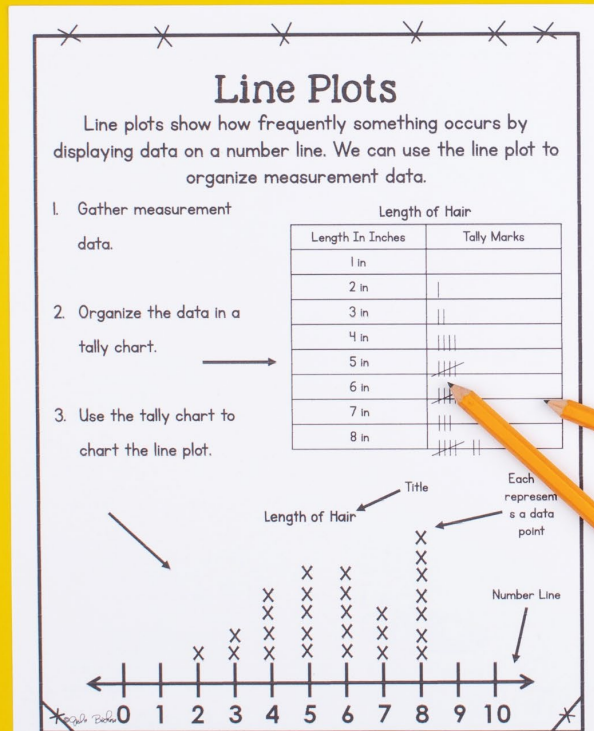 Line Plots
Line plots show how frequently something occurs by
displaying data on a number line. We can use the line plot to
organize measurement data.
1. Gather measurement
data.
2. Organize the data in a
tally chart.
3. Use the tally chart to
chart the line plot.
Length of Hair
Length In Inches Tally Marks
1 in
2 in
3 in
4 in
5 in
6 in
7 in
8 in
Title
Length of Hair
Each
represen
s a data
point
Number Line
0 1 2 3 4 5 6 7 8 9 10